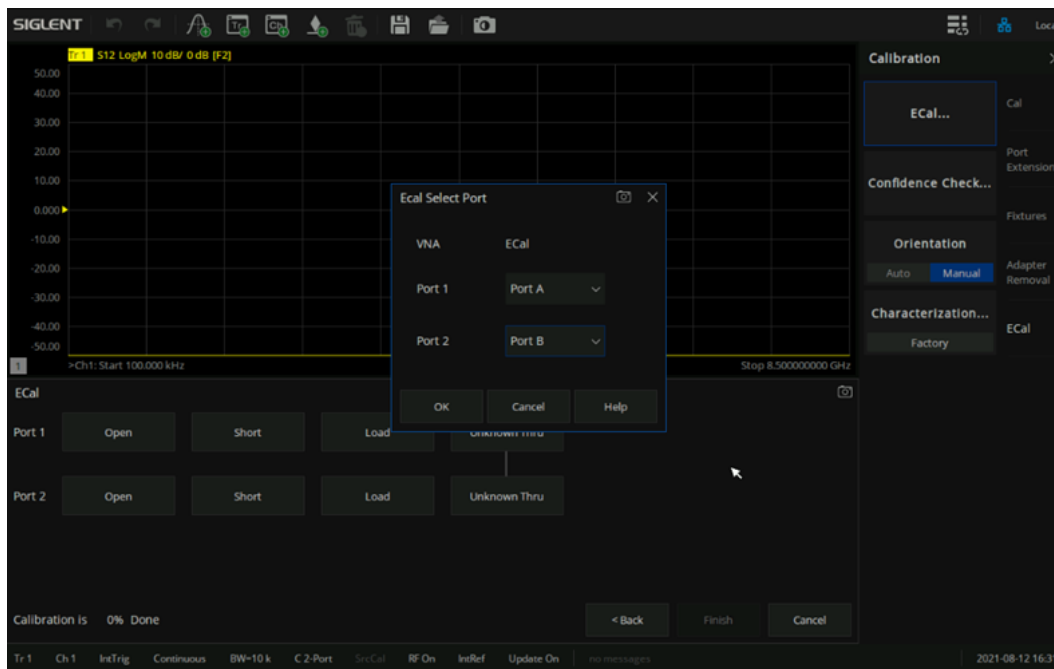 SIGLENT
Tr
Ch
Loca
Tr 1 S12 LogM 10 dB/ 0 dB [F2]
50.00
40.00
30.00
20.00
10.00
0.000
-10.00
-20.00
-30.00
-40.00
-50.00
1
>Ch1: Start 100.000 kHz
Stop 8.500000000 GHz
Calibration
ECal...
Confidence Check...
Orientation
Auto Manual
Characterization...
Factory
Cal
Port
Extension
Fixtures
Adapter
Removal
ECal
Ecal Select Port
VNA ECal
Port 1 Port A
Port 2 Port B
OK Cancel Help
ECal
Port 1 Open Short Load Unknown Thru
Port 2 Open Short Load Unknown Thru
Calibration is 0% Done
< Back Finish Cancel
Tr 1 Ch 1 IntTrig Continuous BW=10 k C 2-Port SrcCal RF On IntRef Update On no messages 2021-08-12 16:3